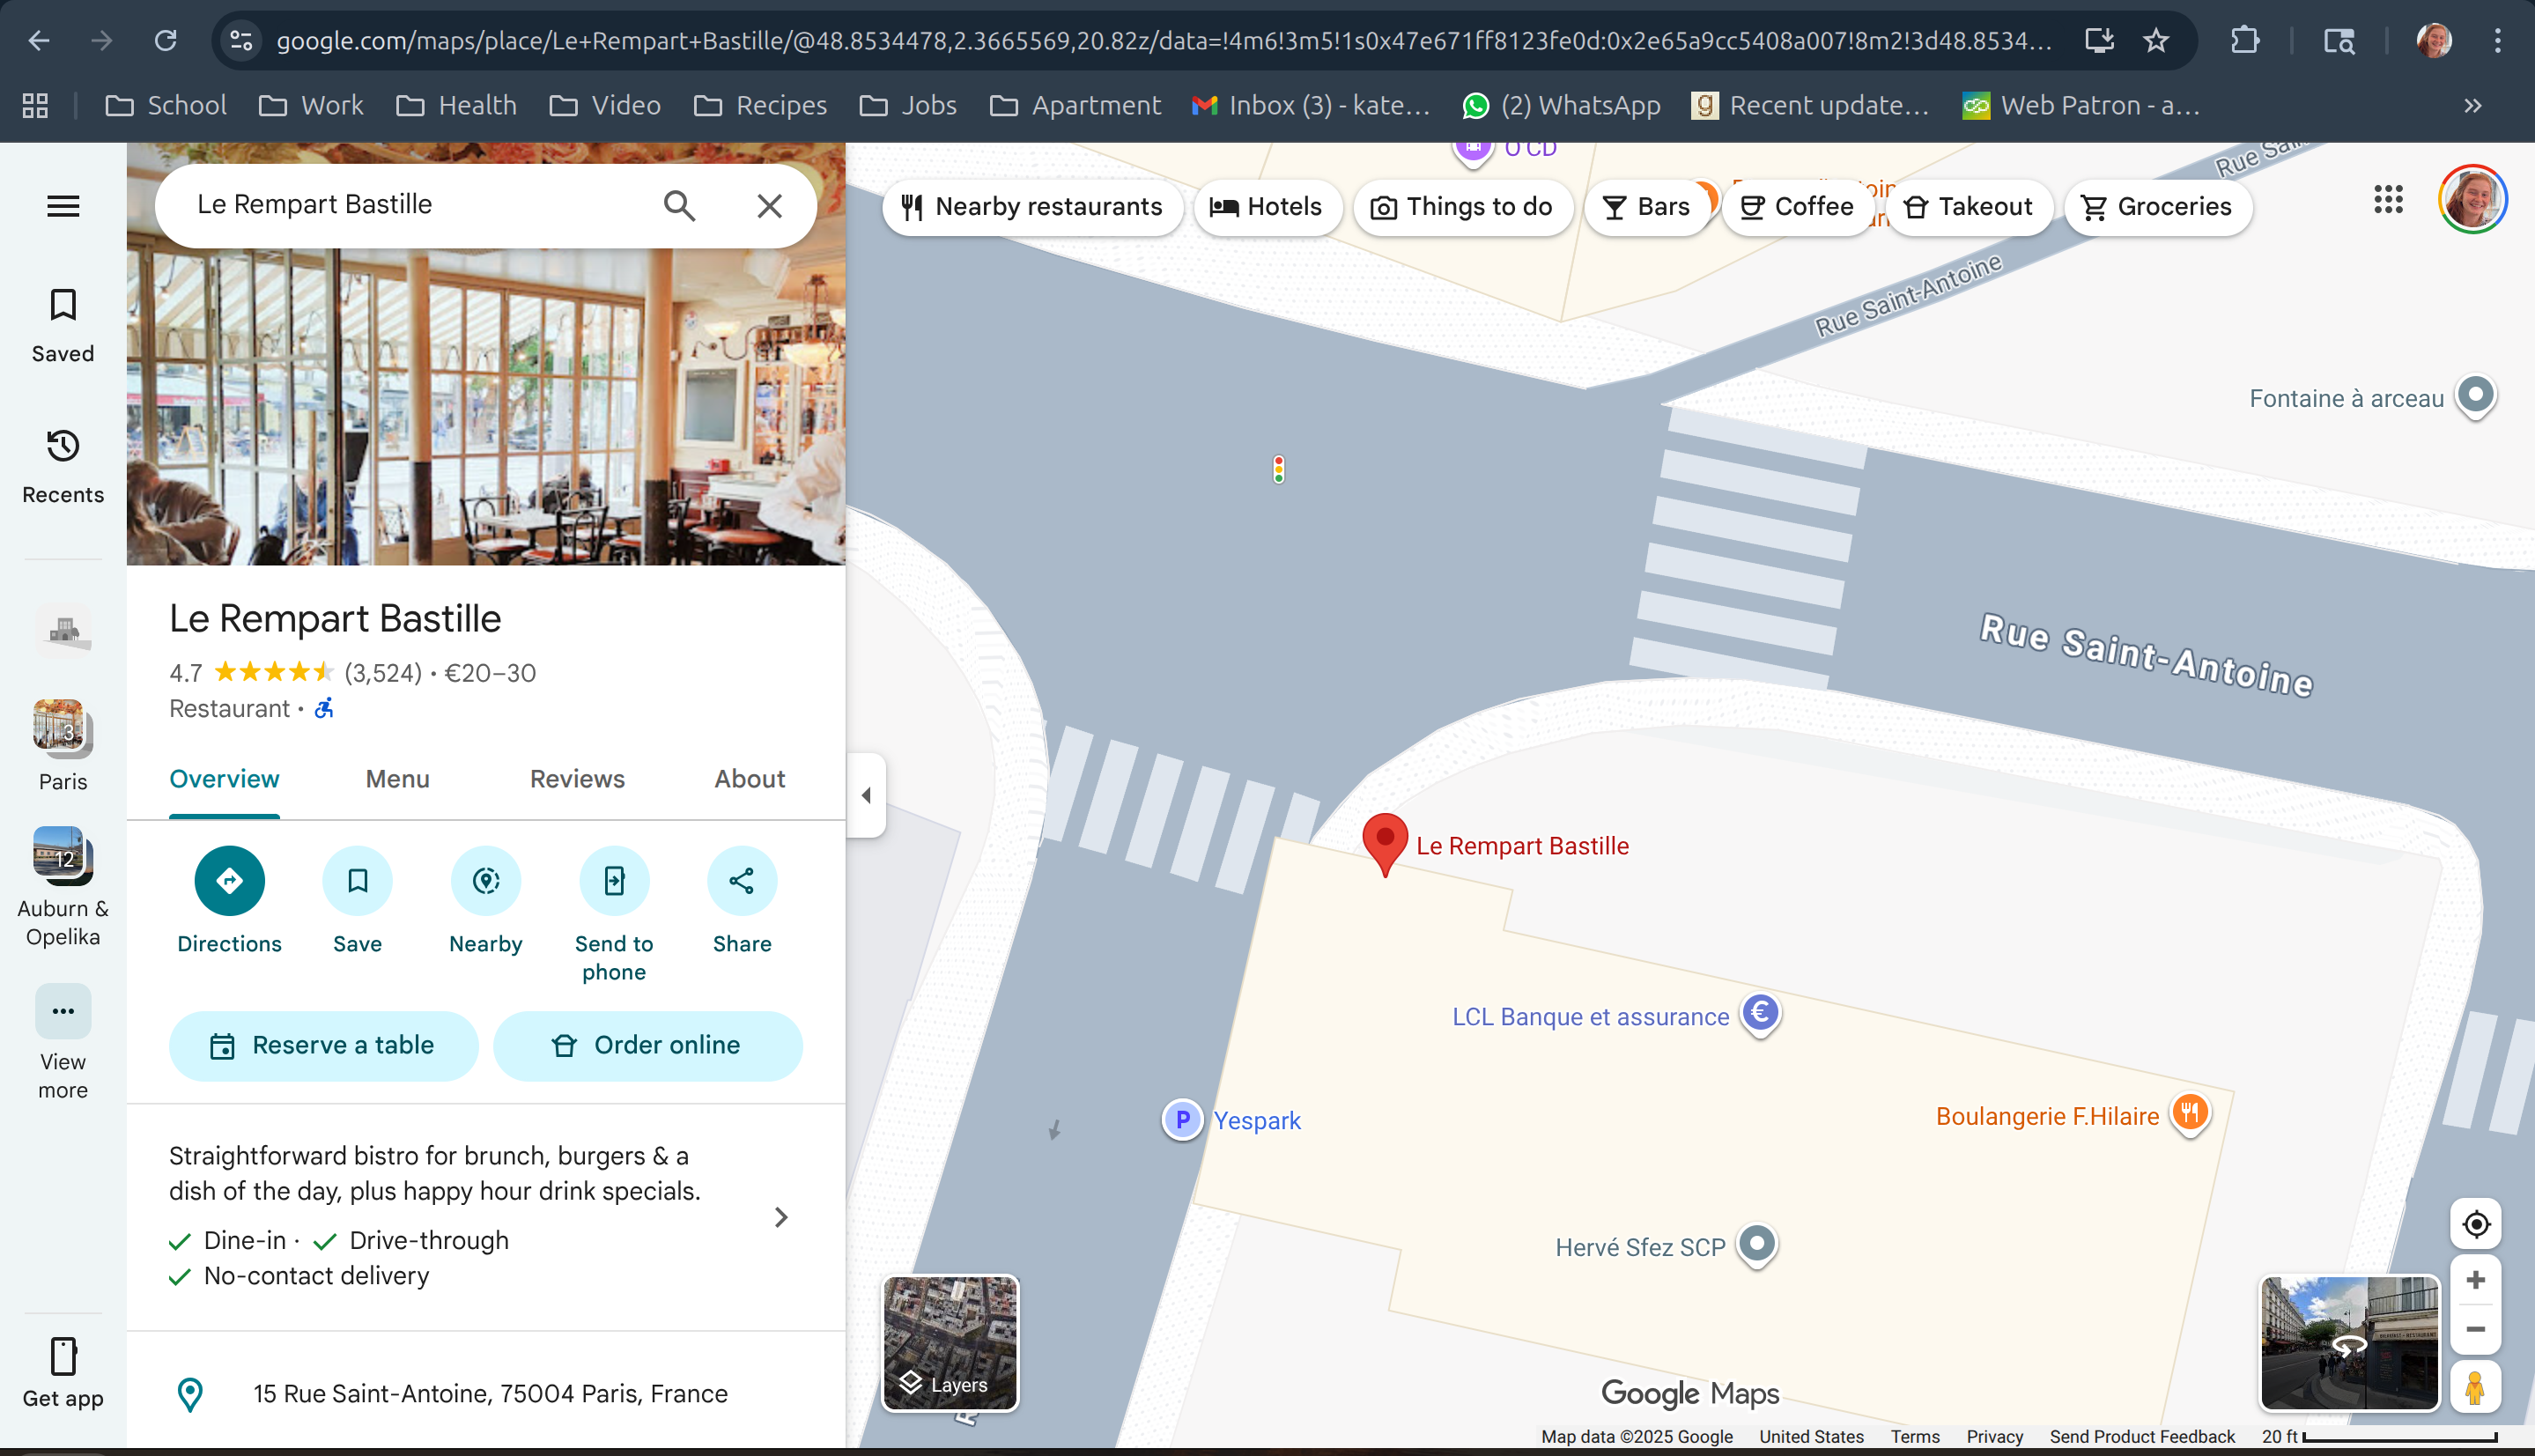 google.com/maps/place/Le+Rempart+Bastille/@48.8534478,2.3665569,20.82z/data=!4m6!3m5!1s0x47e671ff8123fe0d:0x2e65a9cc5408a007!8m2!3d48.8534...
School
Work
Health
Video
Recipes
Jobs
Apartment
Inbox (3) - kate...
(2) WhatsApp
Recent update...
Web Patron - a...
Saved
Recents
3
Paris
12
Auburn &
Opelika
View
more
Get app
Le Rempart Bastille
Le Rempart Bastille
4.7 (3,524) · €20–30
Restaurant ·
Overview
Menu
Reviews
About
Directions
Save
Nearby
Send to
phone
Share
Reserve a table
Order online
Straightforward bistro for brunch, burgers & a
dish of the day, plus happy hour drink specials.
Dine-in · Drive-through
No-contact delivery
15 Rue Saint-Antoine, 75004 Paris, France
O'CD
Nearby restaurants
Hotels
Things to do
Bars
Coffee
Takeout
Groceries
Rue Saint-Antoine
Fontaine à arceau
Rue Saint-Antoine
Le Rempart Bastille
LCL Banque et assurance
€
P Yespark
Boulangerie F.Hilaire
Hervé Sfez SCP
Layers
Google Maps
Map data ©2025 Google
United States
Terms
Privacy
Send Product Feedback
20 ft